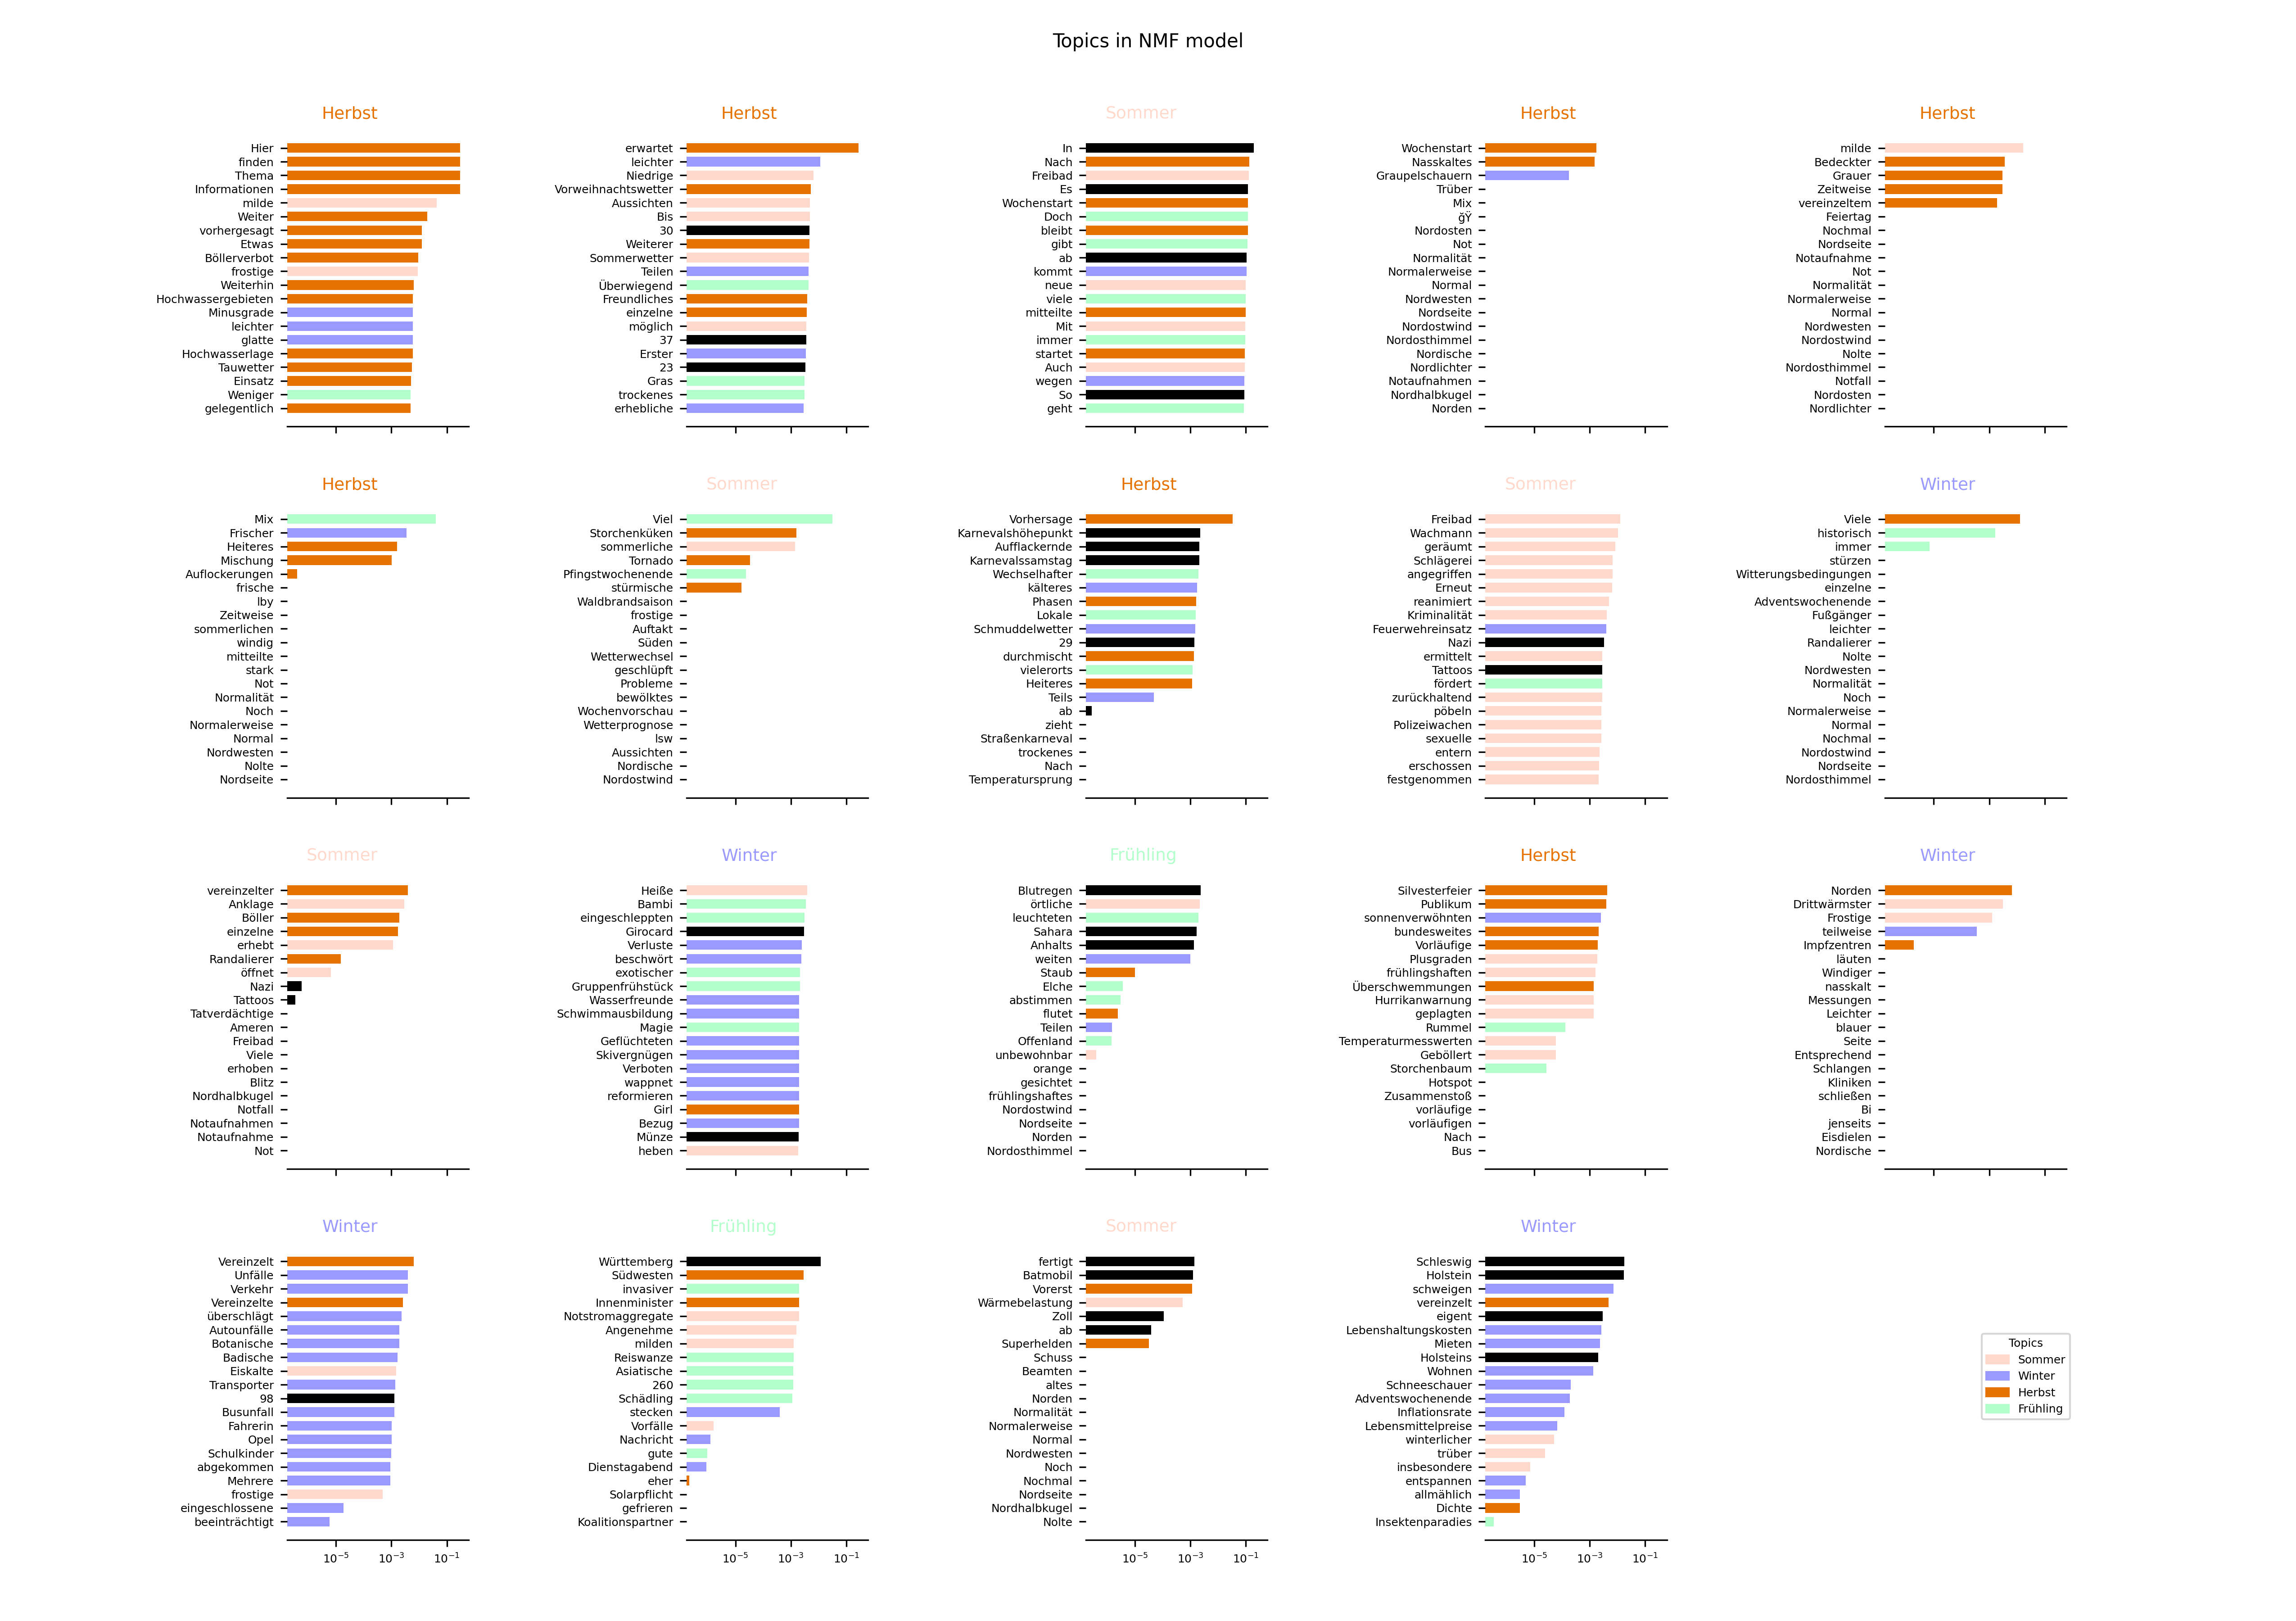 Topics in NMF model
Herbst
Hier
finden
Thema
Informationen
milde
Weiter
vorhergesagt
Etwas
Böllerverbot
frostige
Weiterhin
Hochwassergebieten
Minusgrade
leichter
glatte
Hochwasserlage
Tauwetter
Einsatz
Weniger
gelegentlich
Herbst
erwartet
leichter
Niedrige
Vorweihnachtswetter
Aussichten
Bis
30
Weiterer
Sommerwetter
Teilen
Überwiegend
Freundliches
einzelne
möglich
37
Erster
23
Gras
trockenes
erhebliche
Sommer
In
Nach
Freibad
Es
Wochenstart
Doch
bleibt
gibt
ab
kommt
neue
viele
mitteilte
Mit
immer
startet
Auch
wegen
So
geht
Herbst
Wochenstart
Nasskaltes
Graupelschauern
Trüber
Mix
ğŸ
Nordosten
Not
Normalität
Normalerweise
Normal
Nordwesten
Nordseite
Nordostwind
Nordosthimmel
Nordische
Nordlichter
Notaufnahmen
Nordhalbkugel
Norden
Herbst
milde
Bedeckter
Grauer
Zeitweise
vereinzeltem
Feiertag
Nochmal
Nordseite
Notaufnahme
Not
Normalität
Normalerweise
Normal
Nordwesten
Nordostwind
Nolte
Nordosthimmel
Notfall
Nordosten
Nordlichter
Herbst
Mix
Frischer
Heiteres
Mischung
Auflockerungen
frische
lby
Zeitweise
sommerlichen
windig
mitteilte
stark
Not
Normalität
Noch
Normalerweise
Normal
Nordwesten
Nolte
Nordseite
Sommer
Viel
Storchenküken
sommerliche
Tornado
Pfingstwochenende
stürmische
Waldbrandsaison
frostige
Auftakt
Süden
Wetterwechsel
geschlüpft
Probleme
bewölktes
Wochenvorschau
Wetterprognose
lsw
Aussichten
Nordische
Nordostwind
Herbst
Vorhersage
Karnevalshöhepunkt
Aufflackernde
Karnevalssamstag
Wechselhafter
kälteres
Phasen
Lokale
Schmuddelwetter
29
durchmischt
vielerorts
Heiteres
Teils
ab
zieht
Straßenkarneval
trockenes
Nach
Temperatursprung
Sommer
Freibad
Wachmann
geräumt
Schlägerei
angegriffen
Erneut
reanimiert
Kriminalität
Feuerwehreinsatz
Nazi
ermittelt
Tattoos
fördert
zurückhaltend
pöbeln
Polizeiwachen
sexuelle
entern
erschossen
festgenommen
Winter
Viele
historisch
immer
stürzen
Witterungsbedingungen
einzelne
Adventswochenende
Fußgänger
leichter
Randalierer
Nolte
Nordwesten
Normalität
Noch
Normalerweise
Normal
Nochmal
Nordostwind
Nordseite
Nordosthimmel
Sommer
vereinzelter
Anklage
Böller
einzelne
erhebt
Randalierer
öffnet
Nazi
Tattoos
Tatverdächtige
Ameren
Freibad
Viele
erhoben
Blitz
Nordhalbkugel
Notfall
Notaufnahmen
Notaufnahme
Not
Winter
Heiße
Bambi
eingeschleppten
Girocard
Verluste
beschwört
exotischer
Gruppenfrühstück
Wasserfreunde
Schwimmausbildung
Magie
Geflüchteten
Skivergnügen
Verboten
wappnet
reformieren
Girl
Bezug
Münze
heben
Frühling
Blutregen
örtliche
leuchteten
Sahara
Anhalts
weiten
Staub
Elche
abstimmen
flutet
Teilen
Offenland
unbewohnbar
orange
gesichtet
frühlingshaftes
Nordostwind
Nordseite
Norden
Nordosthimmel
Herbst
Silvesterfeier
Publikum
sonnenverwöhnten
bundesweites
Vorläufige
Plusgraden
frühlingshaften
Überschwemmungen
Hurrikanwarnung
geplagten
Rummel
Temperaturmesswerten
Geböllert
Storchenbaum
Hotspot
Zusammenstoß
vorläufige
vorläufigen
Nach
Bus
Winter
Norden
Drittwärmster
Frostige
teilweise
Impfzentren
läuten
Windiger
nasskalt
Messungen
Leichter
blauer
Seite
Entsprechend
Schlangen
Kliniken
schließen
Bi
jenseits
Eisdielen
Nordische
Winter
Vereinzelt
Unfälle
Verkehr
Vereinzelte
überschlägt
Autounfälle
Botanische
Badische
Eiskalte
Transporter
98
Busunfall
Fahrerin
Opel
Schulkinder
abgekommen
Mehrere
frostige
eingeschlossene
beeinträchtigt
10⁻⁵ 10⁻³ 10⁻¹
Frühling
Württemberg
Südwesten
invasiver
Innenminister
Notstromaggregate
Angenehme
milden
Reiswanze
Asiatische
260
Schädling
stecken
Vorfälle
Nachricht
gute
Dienstagabend
eher
Solarpflicht
gefrieren
Koalitionspartner
10⁻⁵ 10⁻³ 10⁻¹
Sommer
fertigt
Batmobil
Vorerst
Wärmebelastung
Zoll
ab
Superhelden
Schuss
Beamten
altes
Norden
Normalität
Normalerweise
Normal
Nordwesten
Noch
Nochmal
Nordseite
Nordhalbkugel
Nolte
10⁻⁵ 10⁻³ 10⁻¹
Winter
Schleswig
Holstein
schweigen
vereinzelt
eigent
Lebenshaltungskosten
Mieten
Holsteins
Wohnen
Schneeschauer
Adventswochenende
Inflationsrate
Lebensmittelpreise
winterlicher
trüber
insbesondere
entspannen
allmählich
Dichte
Insektenparadies
10⁻⁵ 10⁻³ 10⁻¹
Topics
Sommer
Winter
Herbst
Frühling